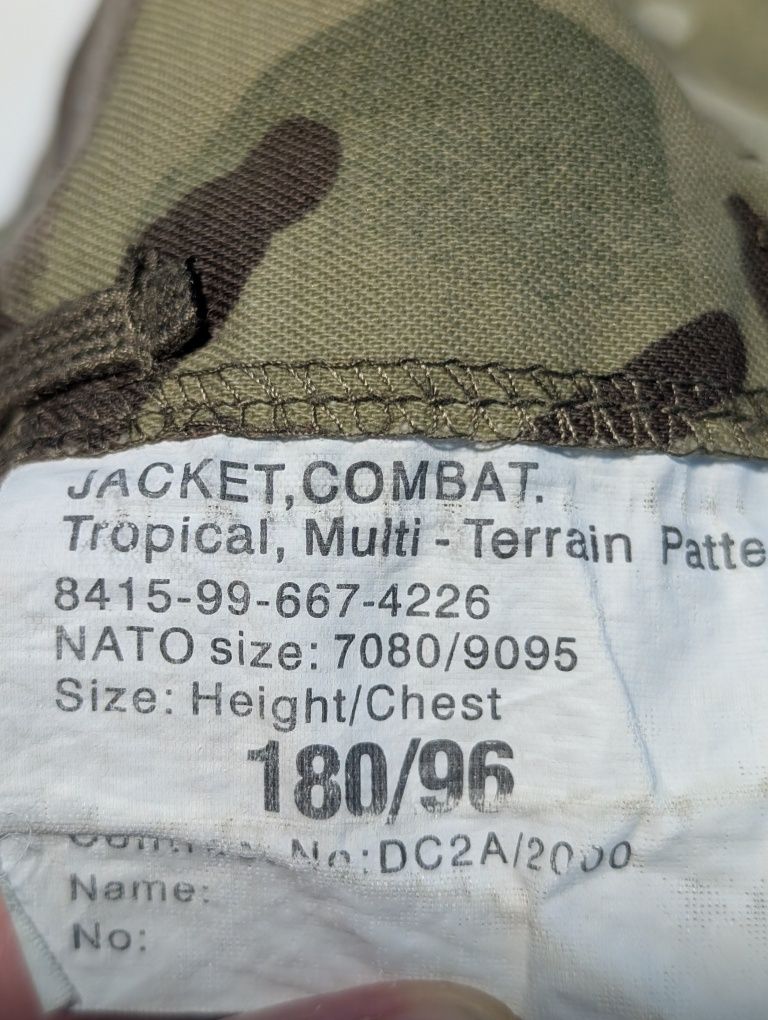 JACKET,COMBAT.
Tropical, Multi - Terrain Patte
8415-99-667-4226
NATO size: 7080/9095
Size: Height/Chest
180/96
No:DC2A/2000
Name:
No: